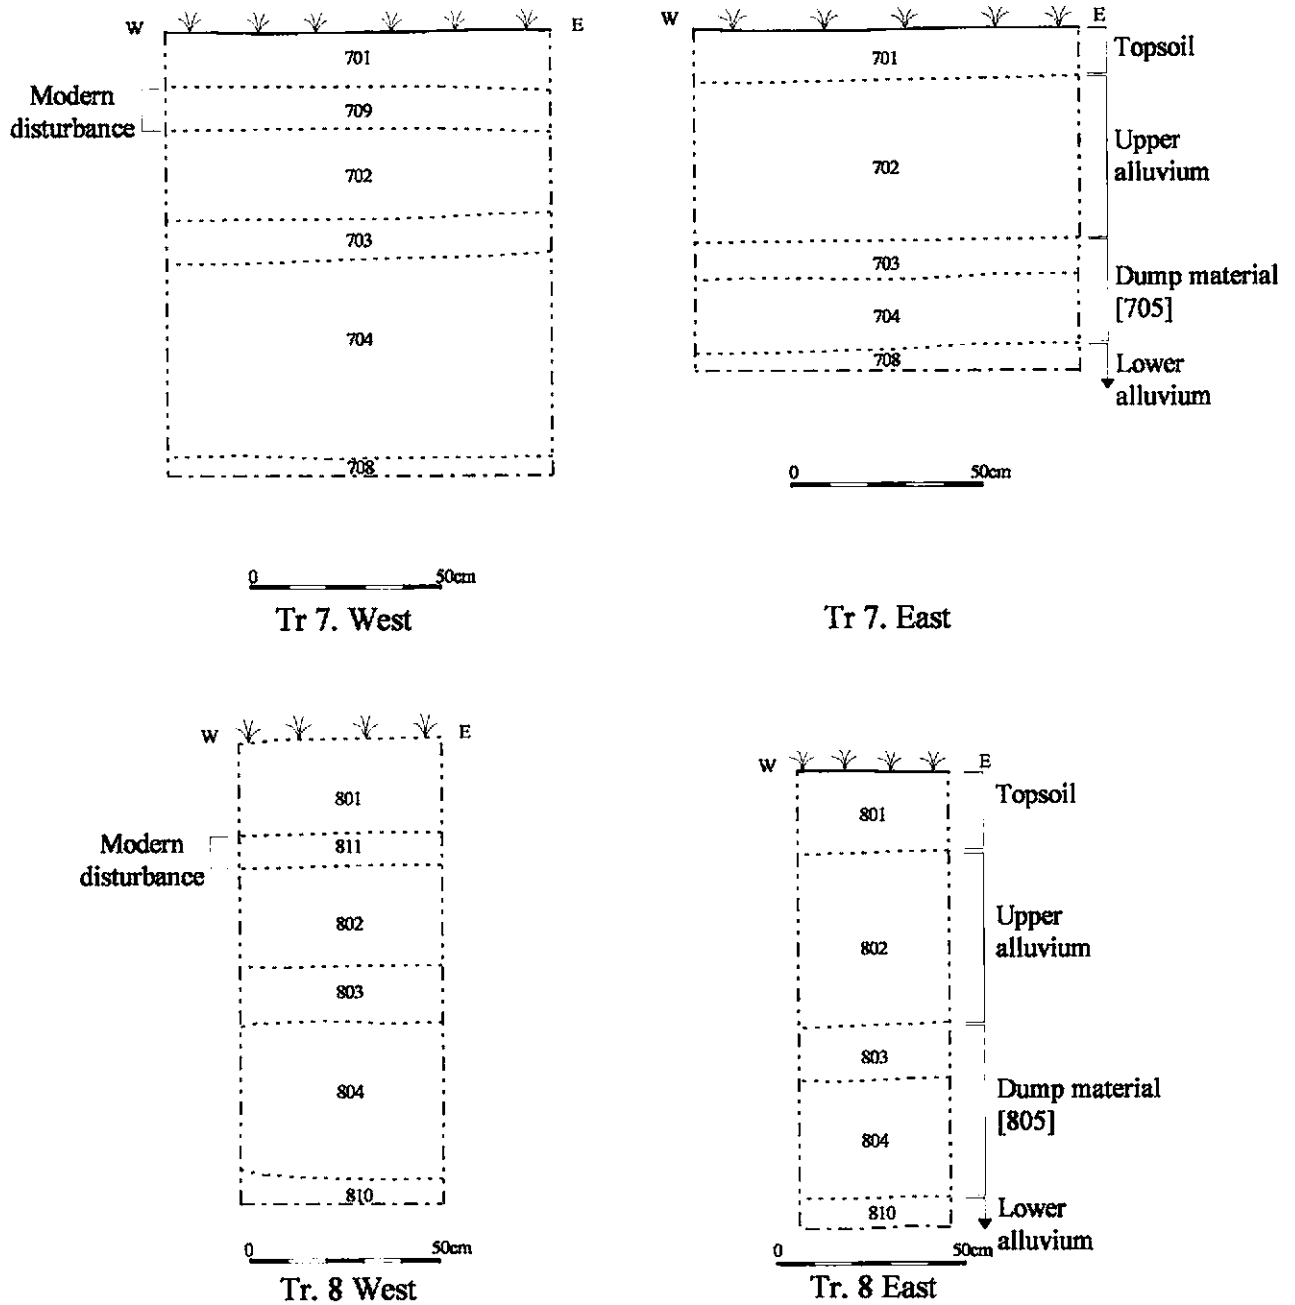 W
E
701
Modern
disturbance
709
702
703
704
708
0 50cm
Tr 7. West
W
E
701
Topsoil
702
Upper
alluvium
703
704
Dump material
[705]
708
Lower
alluvium
0 50cm
Tr 7. East
W
E
801
Modern
disturbance
811
802
803
804
810
0 50cm
Tr. 8 West
W
E
801
Topsoil
802
Upper
alluvium
803
804
Dump material
[805]
810
Lower
alluvium
0 50cm
Tr. 8 East